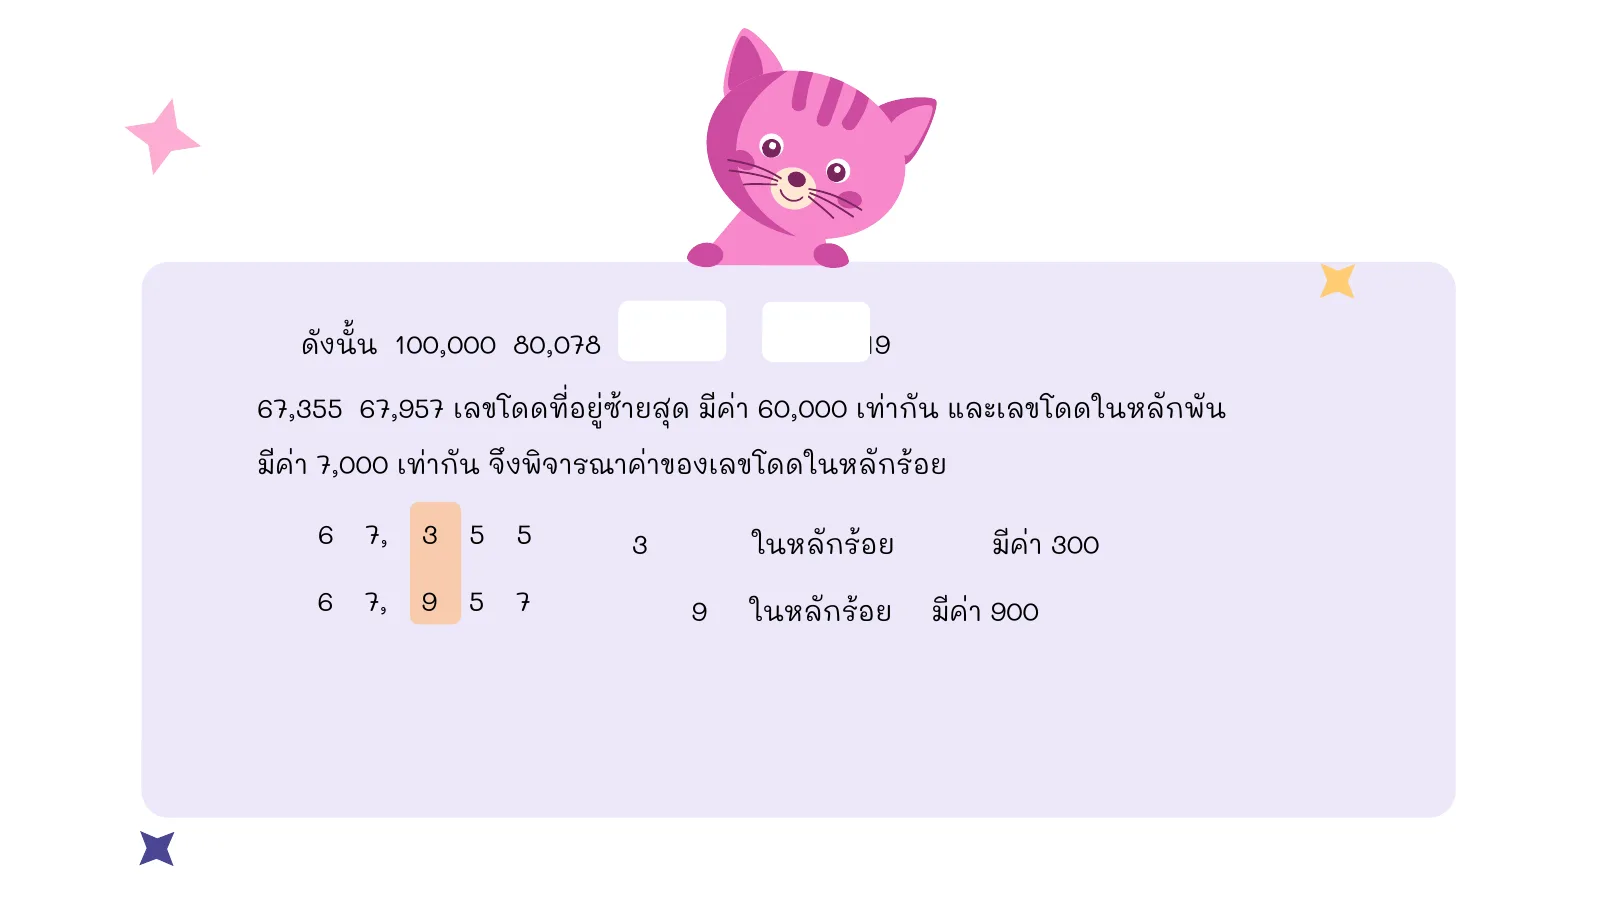 ดังนั้น 100,000 80,078 9
67,355 67,957 เลขโดดที่อยู่ซ้ายสุด มีค่า 60,000 เท่ากัน และเลขโดดในหลักพัน
มีค่า 7,000 เท่ากัน จึงพิจารณาค่าของเลขโดดในหลักร้อย
6 7, 3 5 5 3 ในหลักร้อย มีค่า 300
6 7, 9 5 7 9 ในหลักร้อย มีค่า 900